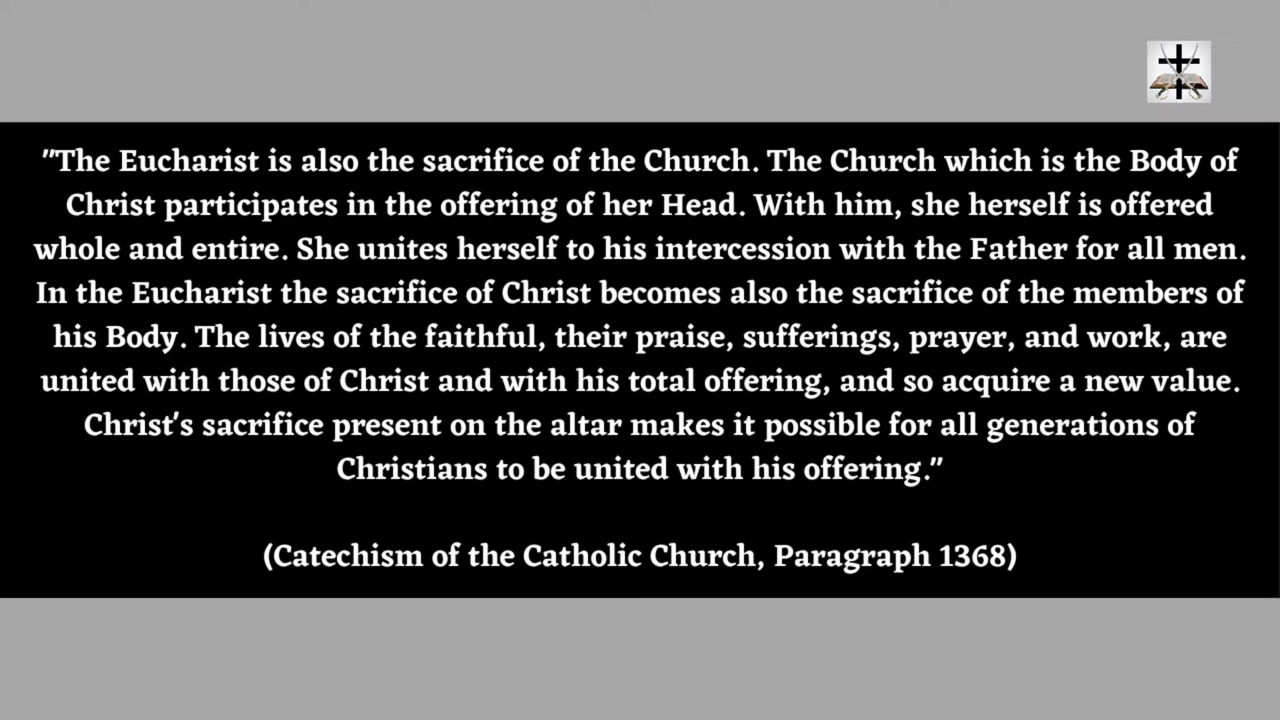 "The Eucharist is also the sacrifice of the Church. The Church which is the Body of
Christ participates in the offering of her Head. With him, she herself is offered
whole and entire. She unites herself to his intercession with the Father for all men.
In the Eucharist the sacrifice of Christ becomes also the sacrifice of the members of
his Body. The lives of the faithful, their praise, sufferings, prayer, and work, are
united with those of Christ and with his total offering, and so acquire a new value.
Christ's sacrifice present on the altar makes it possible for all generations of
Christians to be united with his offering."
(Catechism of the Catholic Church, Paragraph 1368)